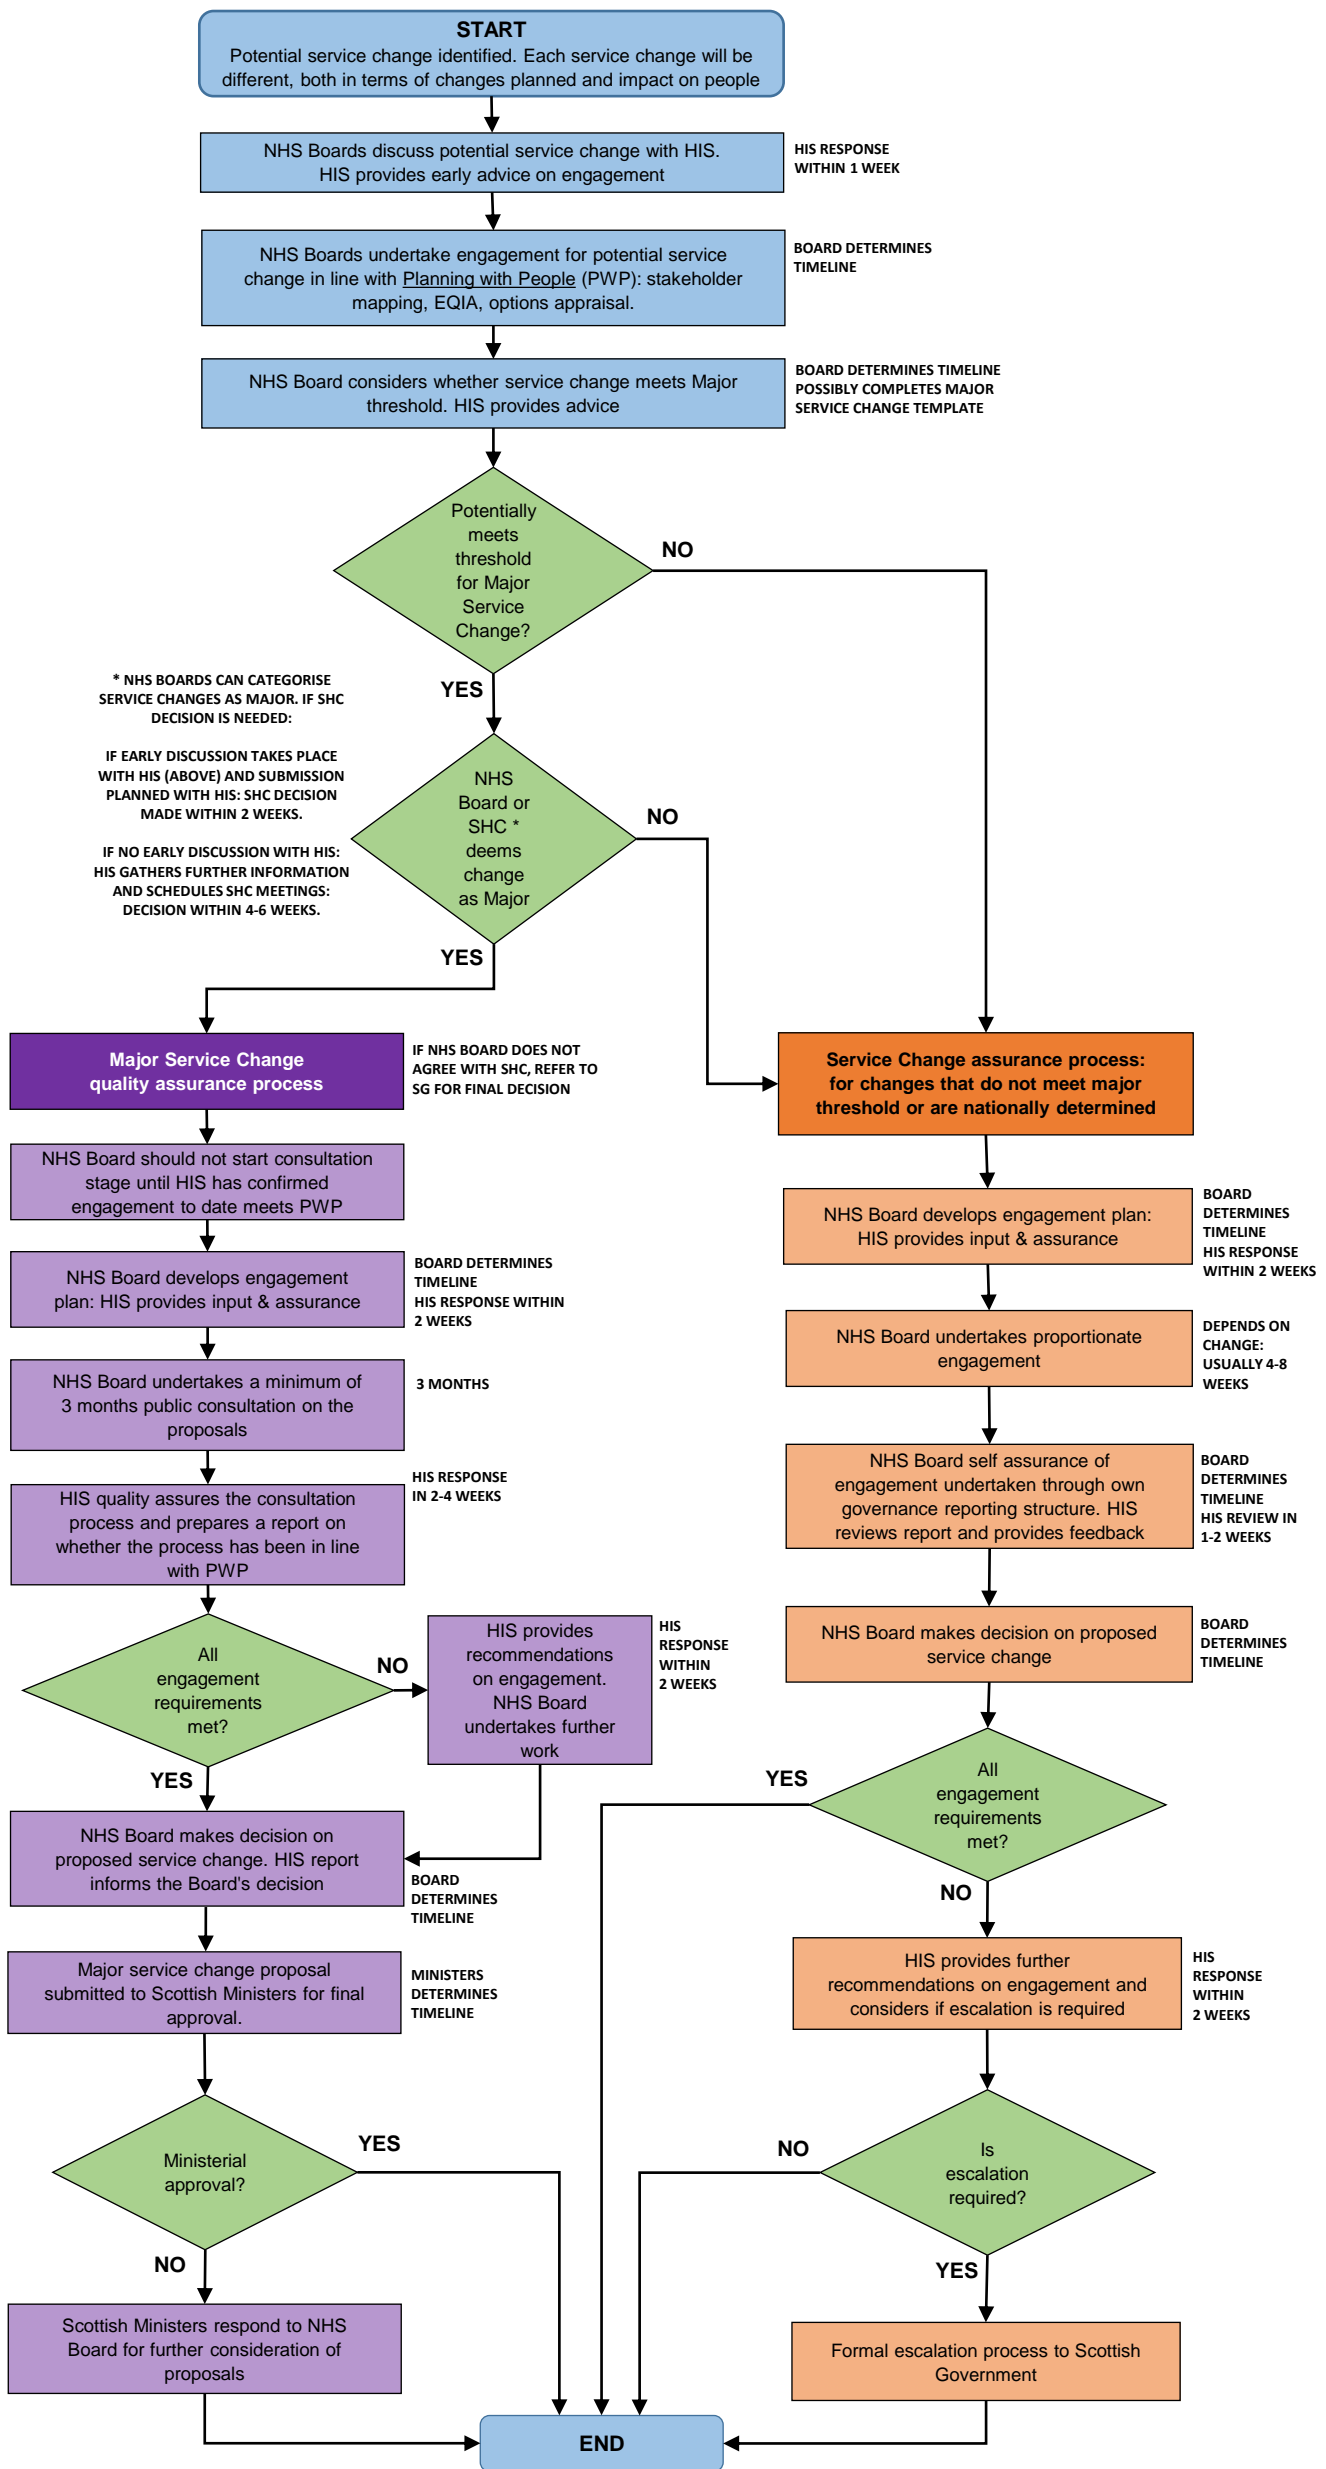 START
Potential service change identified. Each service change will be
different, both in terms of changes planned and impact on people
NHS Boards discuss potential service change with HIS.
HIS provides early advice on engagement
HIS RESPONSE
WITHIN 1 WEEK
NHS Boards undertake engagement for potential service
change in line with Planning with People (PWP): stakeholder
mapping, EQIA, options appraisal.
BOARD DETERMINES
TIMELINE
NHS Board considers whether service change meets Major
threshold. HIS provides advice
BOARD DETERMINES TIMELINE
POSSIBLY COMPLETES MAJOR
SERVICE CHANGE TEMPLATE
Potentially
meets
threshold
for Major
Service
Change?
NO
YES
* NHS BOARDS CAN CATEGORISE
SERVICE CHANGES AS MAJOR. IF SHC
DECISION IS NEEDED:
IF EARLY DISCUSSION TAKES PLACE
WITH HIS (ABOVE) AND SUBMISSION
PLANNED WITH HIS: SHC DECISION
MADE WITHIN 2 WEEKS.
IF NO EARLY DISCUSSION WITH HIS:
HIS GATHERS FURTHER INFORMATION
AND SCHEDULES SHC MEETINGS:
DECISION WITHIN 4-6 WEEKS.
NHS
Board or
SHC *
deems
change
as Major
NO
YES
Major Service Change
quality assurance process
IF NHS BOARD DOES NOT
AGREE WITH SHC, REFER TO
SG FOR FINAL DECISION
NHS Board should not start consultation
stage until HIS has confirmed
engagement to date meets PWP
NHS Board develops engagement
plan: HIS provides input & assurance
BOARD DETERMINES
TIMELINE
HIS RESPONSE WITHIN
2 WEEKS
NHS Board undertakes a minimum of
3 months public consultation on the
proposals
3 MONTHS
HIS quality assures the consultation
process and prepares a report on
whether the process has been in line
with PWP
HIS RESPONSE
IN 2-4 WEEKS
All
engagement
requirements
met?
NO
HIS provides
recommendations
on engagement.
NHS Board
undertakes further
work
HIS
RESPONSE
WITHIN
2 WEEKS
YES
NHS Board makes decision on
proposed service change. HIS report
informs the Board's decision
BOARD
DETERMINES
TIMELINE
Major service change proposal
submitted to Scottish Ministers for final
approval.
MINISTERS
DETERMINES
TIMELINE
Ministerial
approval?
YES
NO
Scottish Ministers respond to NHS
Board for further consideration of
proposals
Service Change assurance process:
for changes that do not meet major
threshold or are nationally determined
NHS Board develops engagement plan:
HIS provides input & assurance
BOARD
DETERMINES
TIMELINE
HIS RESPONSE
WITHIN 2 WEEKS
NHS Board undertakes proportionate
engagement
DEPENDS ON
CHANGE:
USUALLY 4-8
WEEKS
NHS Board self assurance of
engagement undertaken through own
governance reporting structure. HIS
reviews report and provides feedback
BOARD
DETERMINES
TIMELINE
HIS REVIEW IN
1-2 WEEKS
NHS Board makes decision on proposed
service change
BOARD
DETERMINES
TIMELINE
All
engagement
requirements
met?
YES
NO
HIS provides further
recommendations on engagement and
considers if escalation is required
HIS
RESPONSE
WITHIN
2 WEEKS
Is
escalation
required?
NO
YES
Formal escalation process to Scottish
Government
END